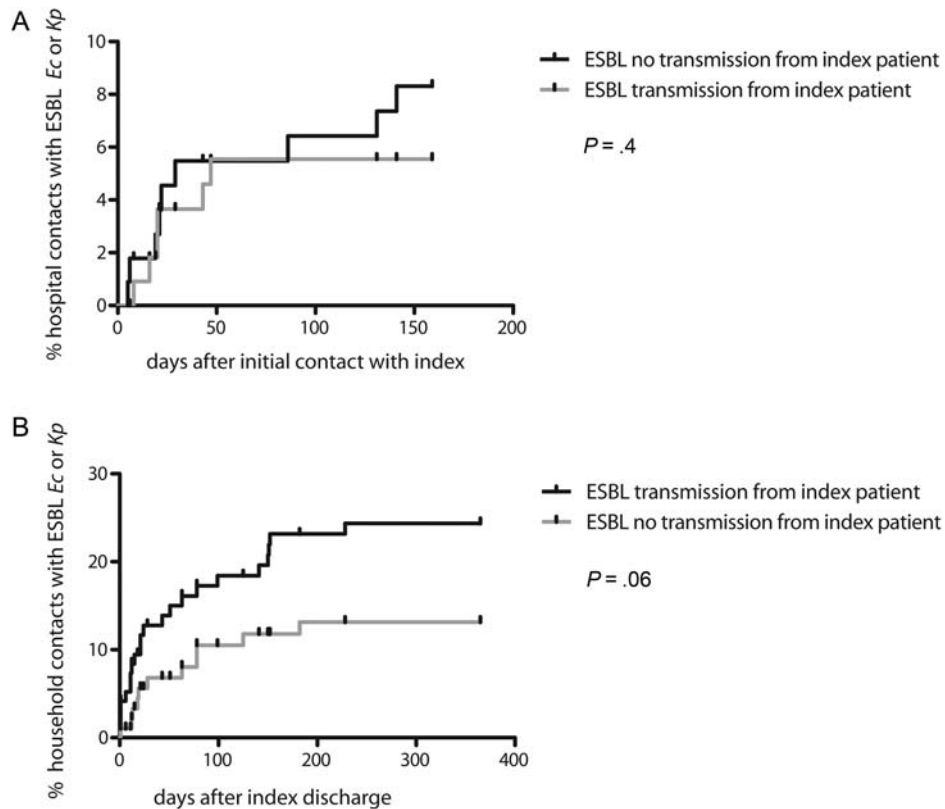 A
% hospital contacts with ESBL Ec or Kp
10
8
6
4
2
0
0 50 100 150 200
days after initial contact with index
ESBL no transmission from index patient
ESBL transmission from index patient
P = .4
B
% household contacts with ESBL Ec or Kp
30
20
10
0
0 100 200 300 400
days after index discharge
ESBL transmission from index patient
ESBL no transmission from index patient
P = .06